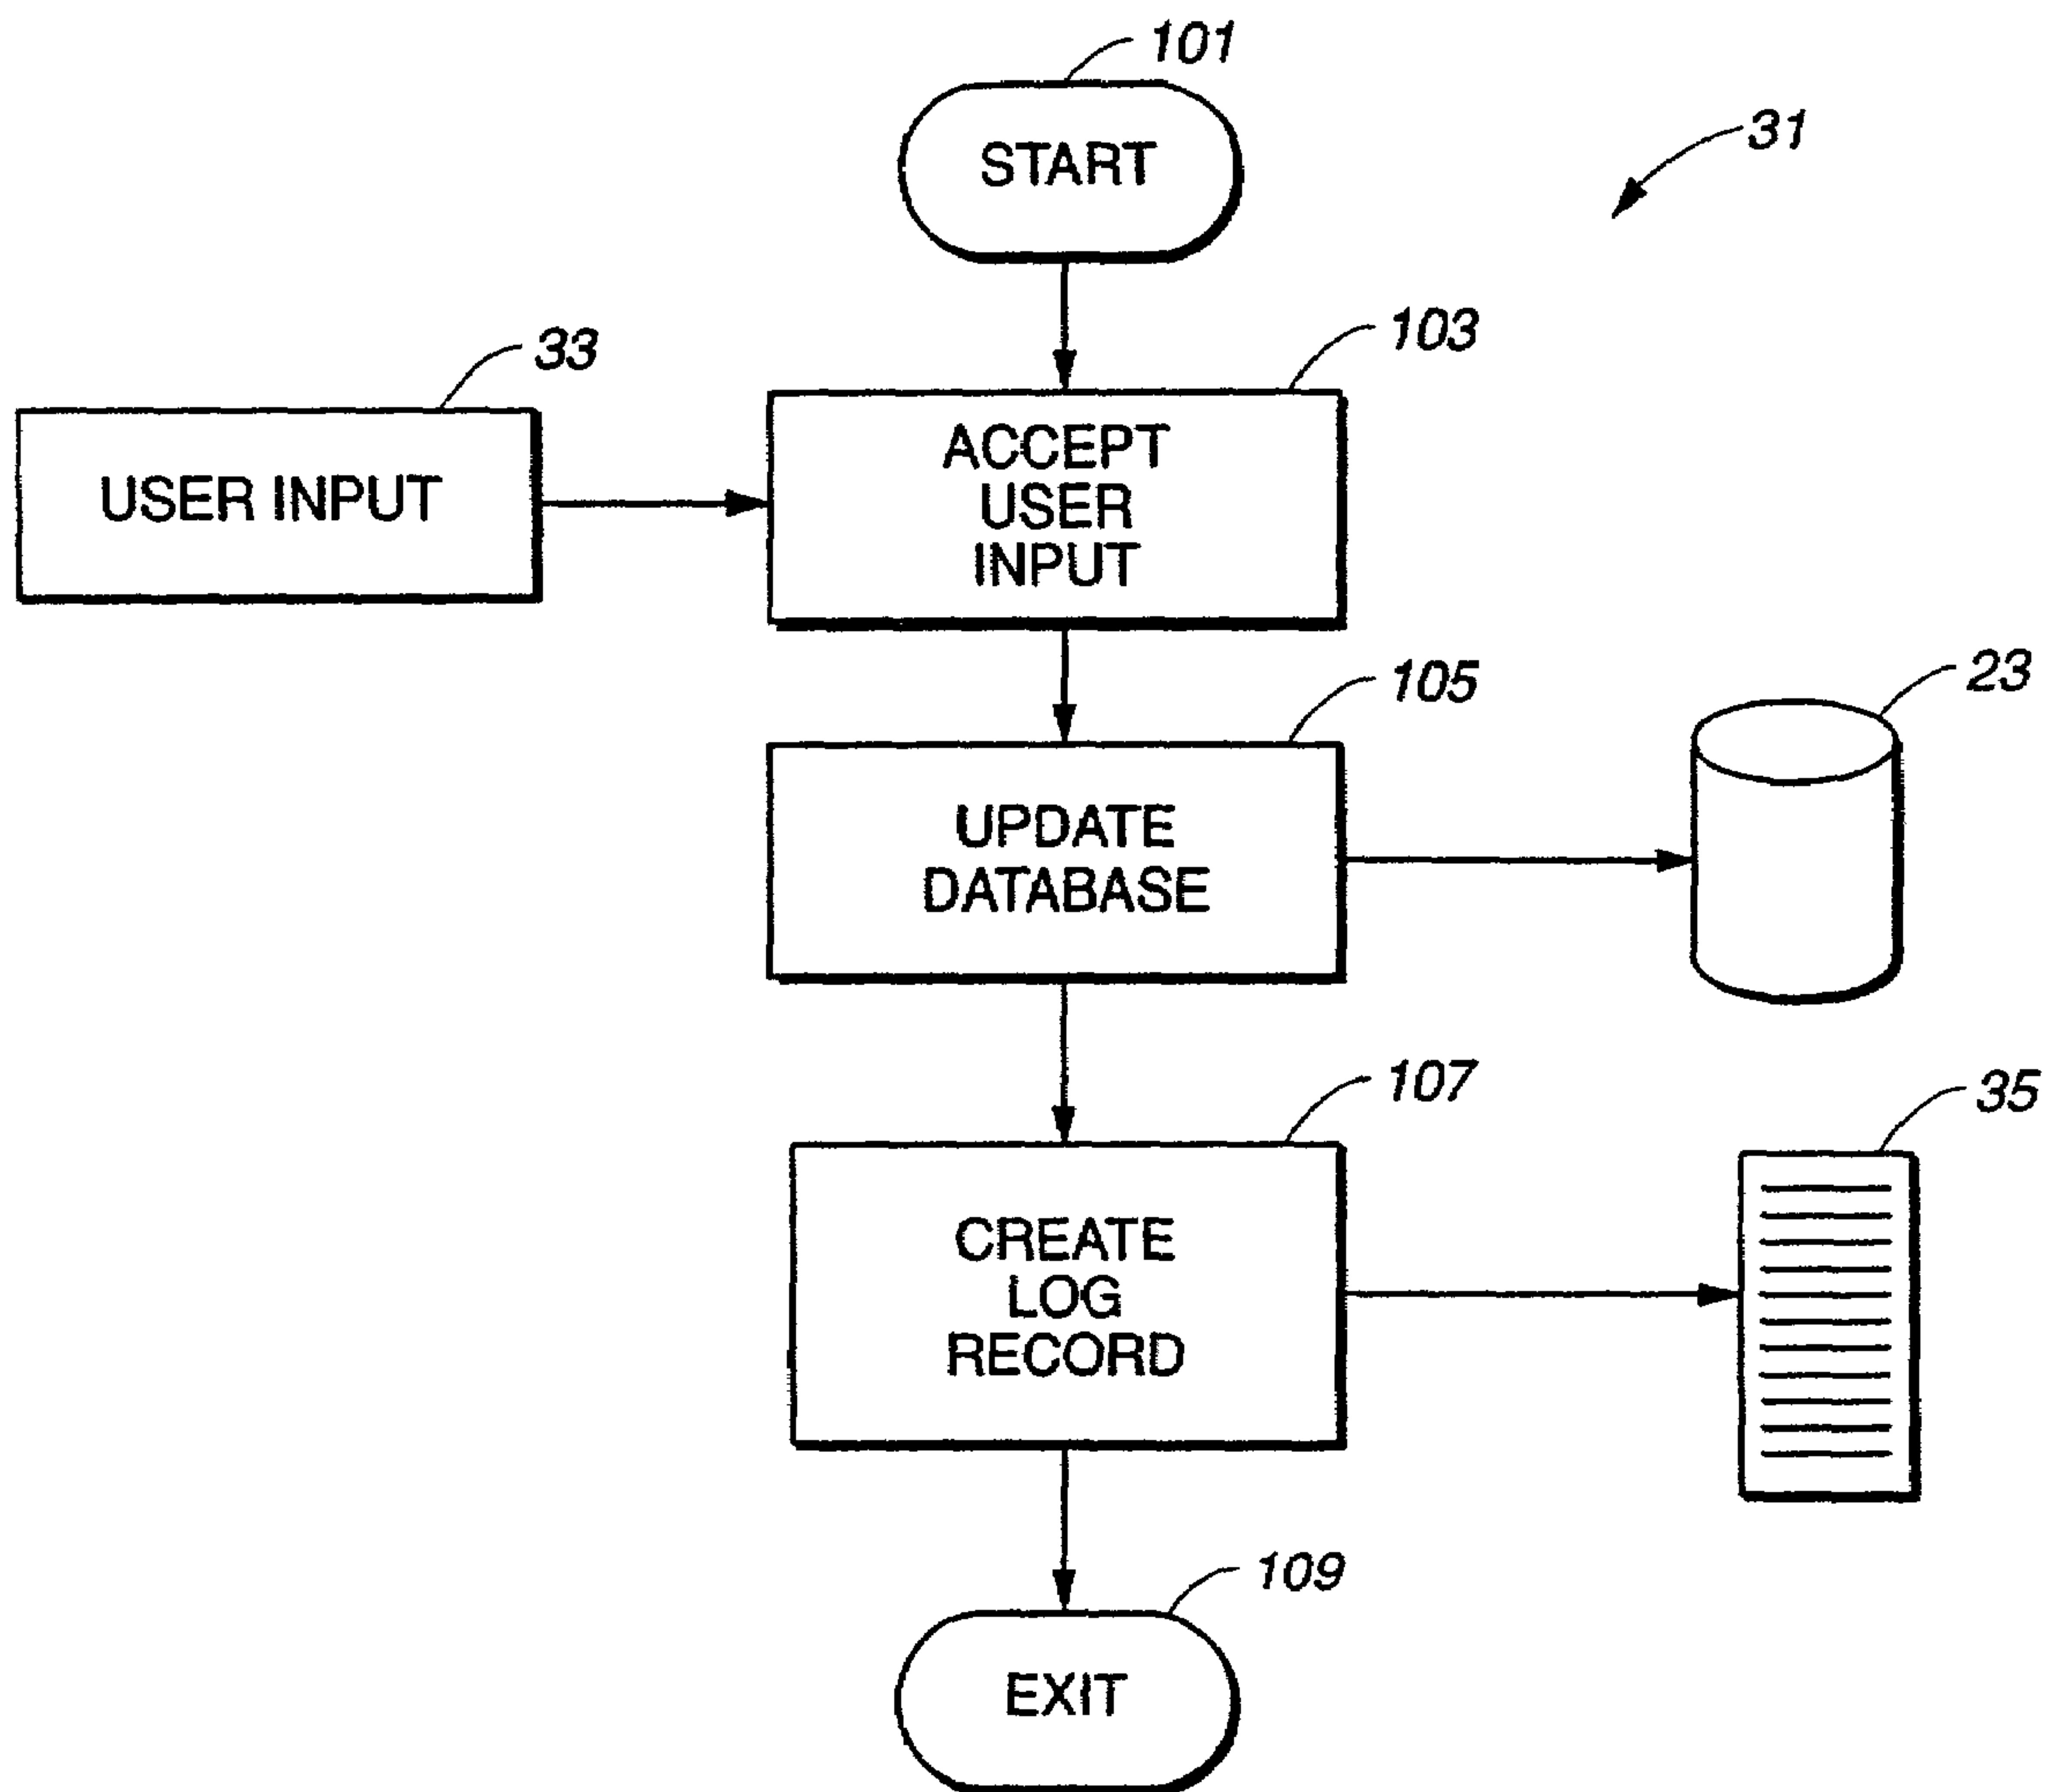 101
START
31
33
103
USER INPUT
ACCEPT
USER
INPUT
105
23
UPDATE
DATABASE
107
35
CREATE
LOG
RECORD
109
EXIT